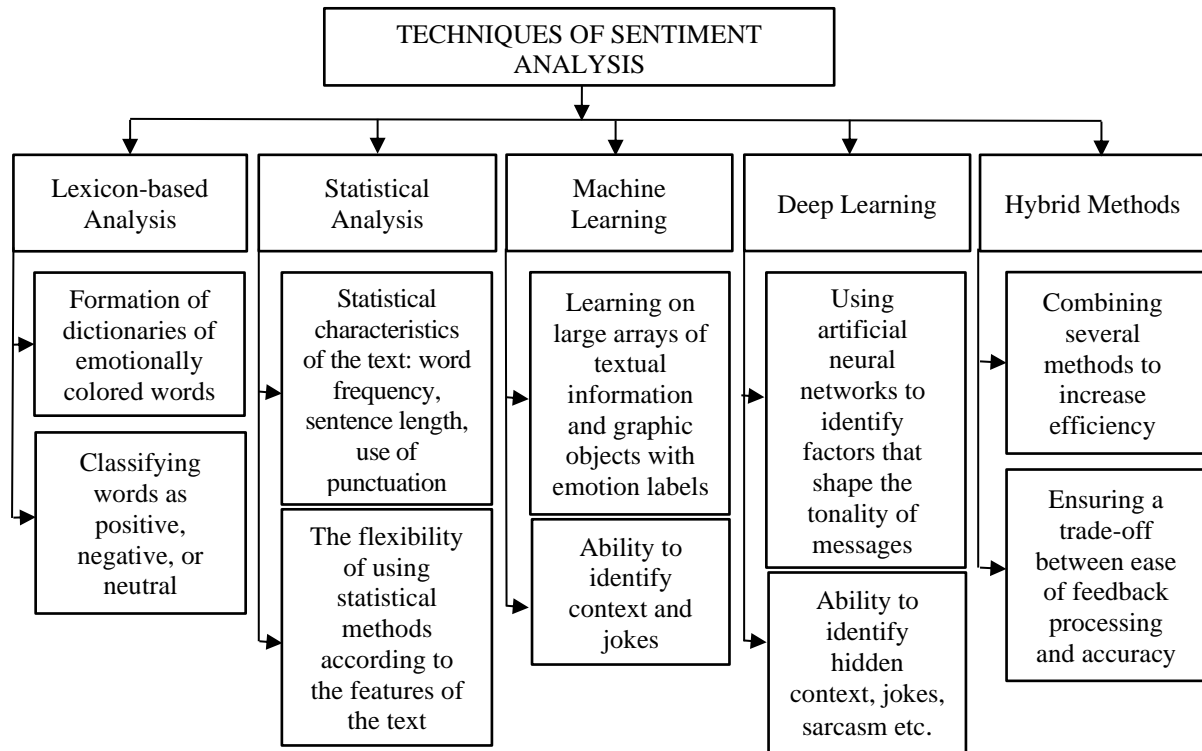 TECHNIQUES OF SENTIMENT
ANALYSIS
Lexicon-based
Analysis
Statistical
Analysis
Machine
Learning
Deep Learning
Hybrid Methods
Formation of
dictionaries of
emotionally
colored words
Classifying
words as
positive,
negative, or
neutral
Statistical
characteristics
of the text: word
frequency,
sentence length,
use of
punctuation
The flexibility
of using
statistical
methods
according to
the features of
the text
Learning on
large arrays of
textual
information
and graphic
objects with
emotion labels
Ability to
identify
context and
jokes
Using
artificial
neural
networks to
identify
factors that
shape the
tonality of
messages
Ability to
identify
hidden
context, jokes,
sarcasm etc.
Combining
several
methods to
increase
efficiency
Ensuring a
trade-off
between ease
of feedback
processing
and accuracy